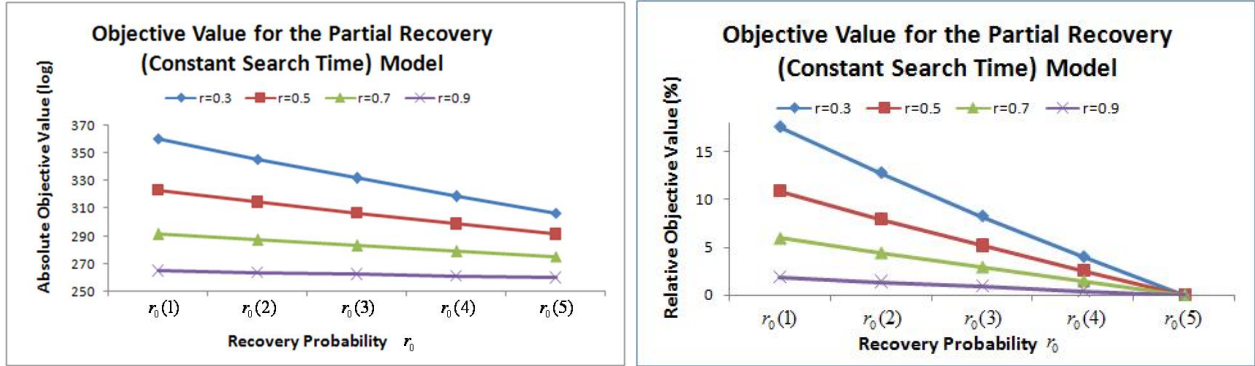 Objective Value for the Partial Recovery
(Constant Search Time) Model
r=0.3 r=0.5 r=0.7 r=0.9
Absolute Objective Value (log)
370
350
330
310
290
270
250
r₀(1) r₀(2) r₀(3) r₀(4) r₀(5)
Recovery Probability r₀
Objective Value for the Partial Recovery
(Constant Search Time) Model
r=0.3 r=0.5 r=0.7 r=0.9
Relative Objective Value (%)
15
10
5
0
r₀(1) r₀(2) r₀(3) r₀(4) r₀(5)
Recovery Probability r₀